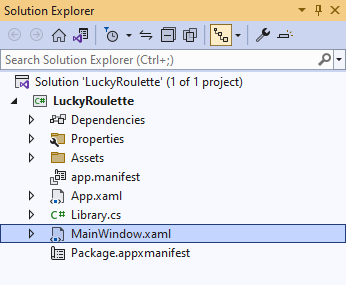 Solution Explorer
Search Solution Explorer (Ctrl+;)
Solution 'LuckyRoulette' (1 of 1 project)
C# LuckyRoulette
Dependencies
Properties
Assets
app.manifest
App.xaml
C# Library.cs
MainWindow.xaml
Package.appxmanifest